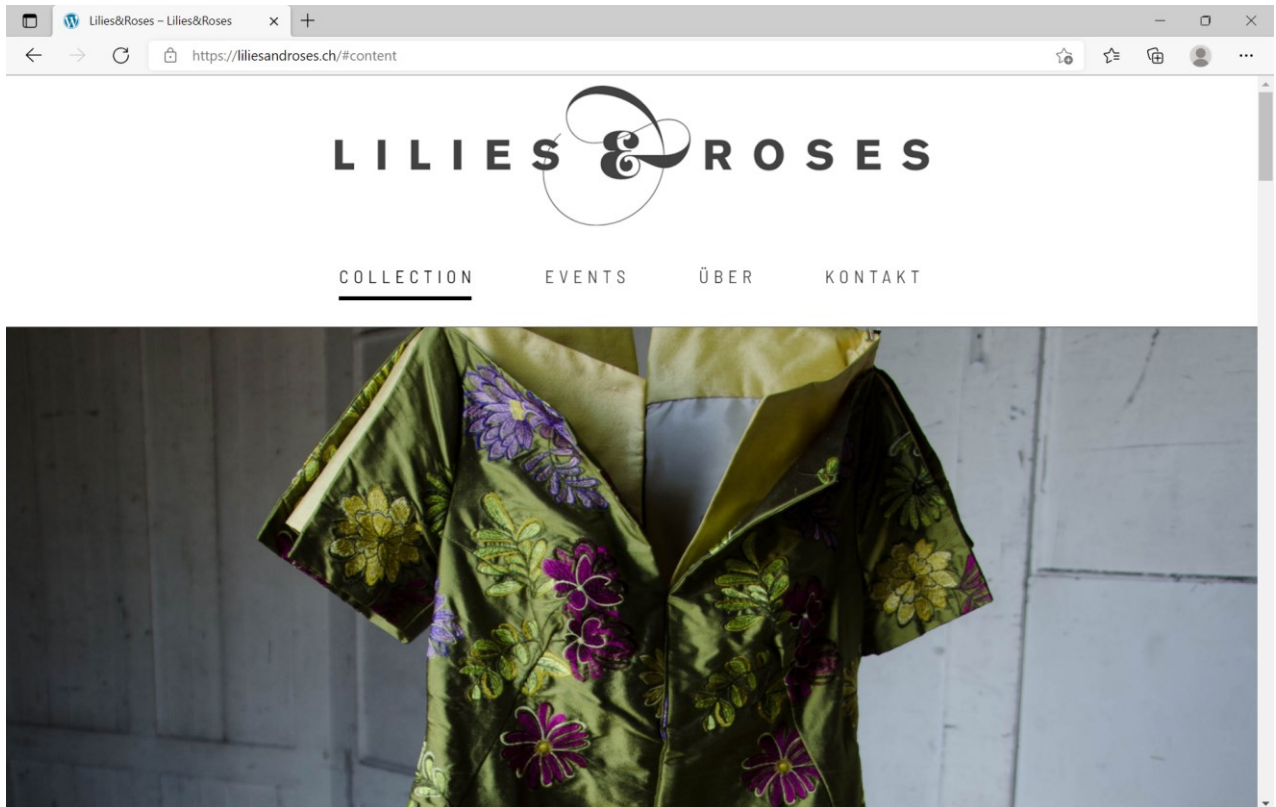 Lilies&Roses – Lilies&Roses
https://liliesandroses.ch/#content
LILIES & ROSES
COLLECTION EVENTS ÜBER KONTAKT